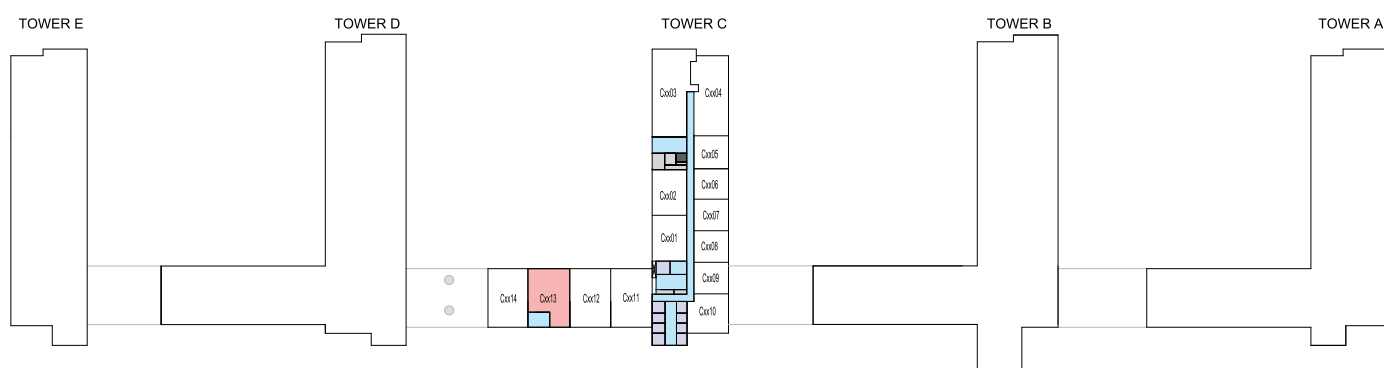 TOWER E
TOWER D
TOWER C
TOWER B
TOWER A
Cxx03
Cxx04
Cxx05
Cxx06
Cxx02
Cxx07
Cxx01
Cxx08
Cxx09
Cxx14
Cxx13
Cxx12
Cxx11
Cxx10